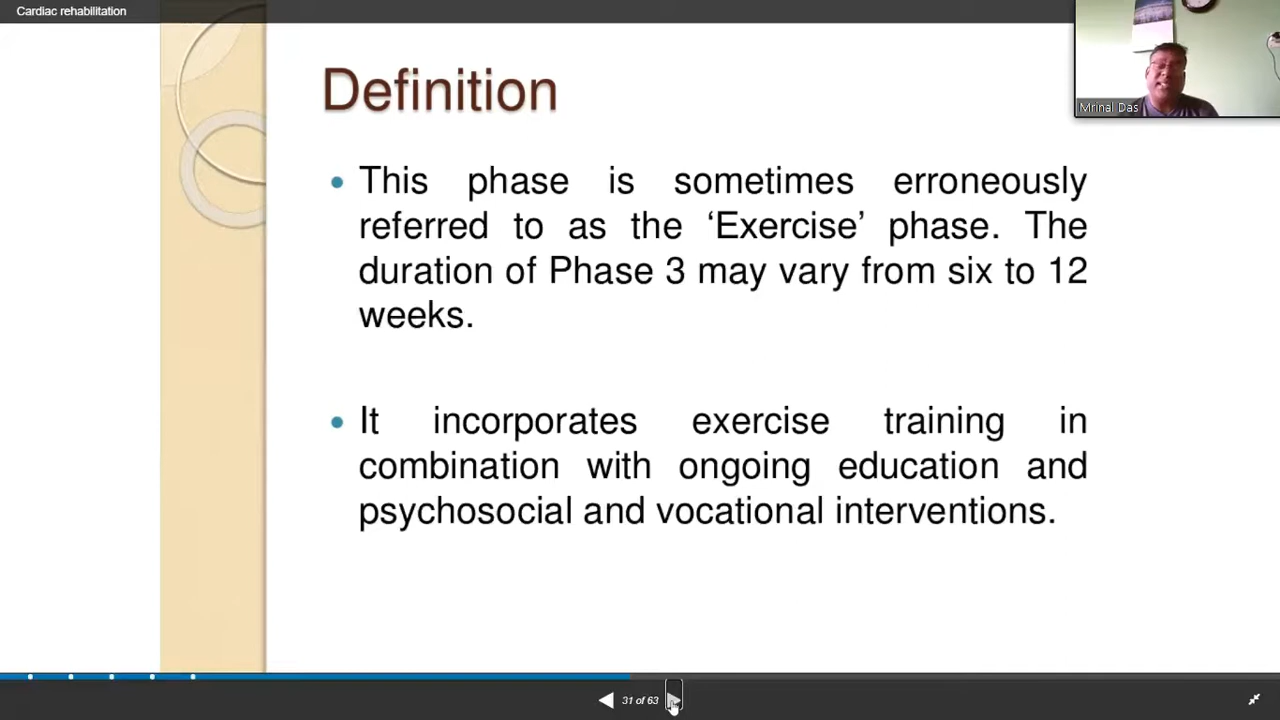 Cardiac rehabilitation
Mrinal Das
Definition
This phase is sometimes erroneously
referred to as the ‘Exercise’ phase. The
duration of Phase 3 may vary from six to 12
weeks.
It incorporates exercise training in
combination with ongoing education and
psychosocial and vocational interventions.
31 of 63